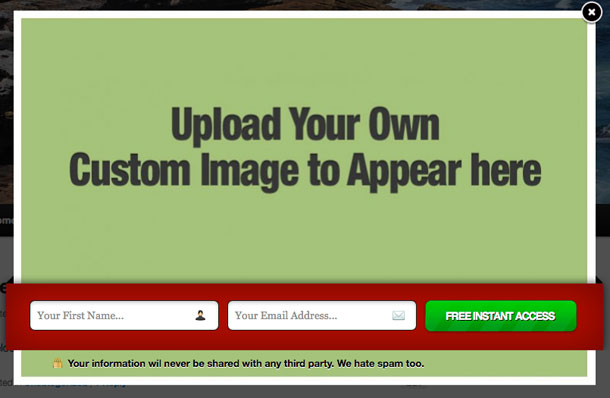 Upload Your Own
Custom Image to Appear here
Your First Name...
Your Email Address...
FREE INSTANT ACCESS
Your information wil never be shared with any third party. We hate spam too.